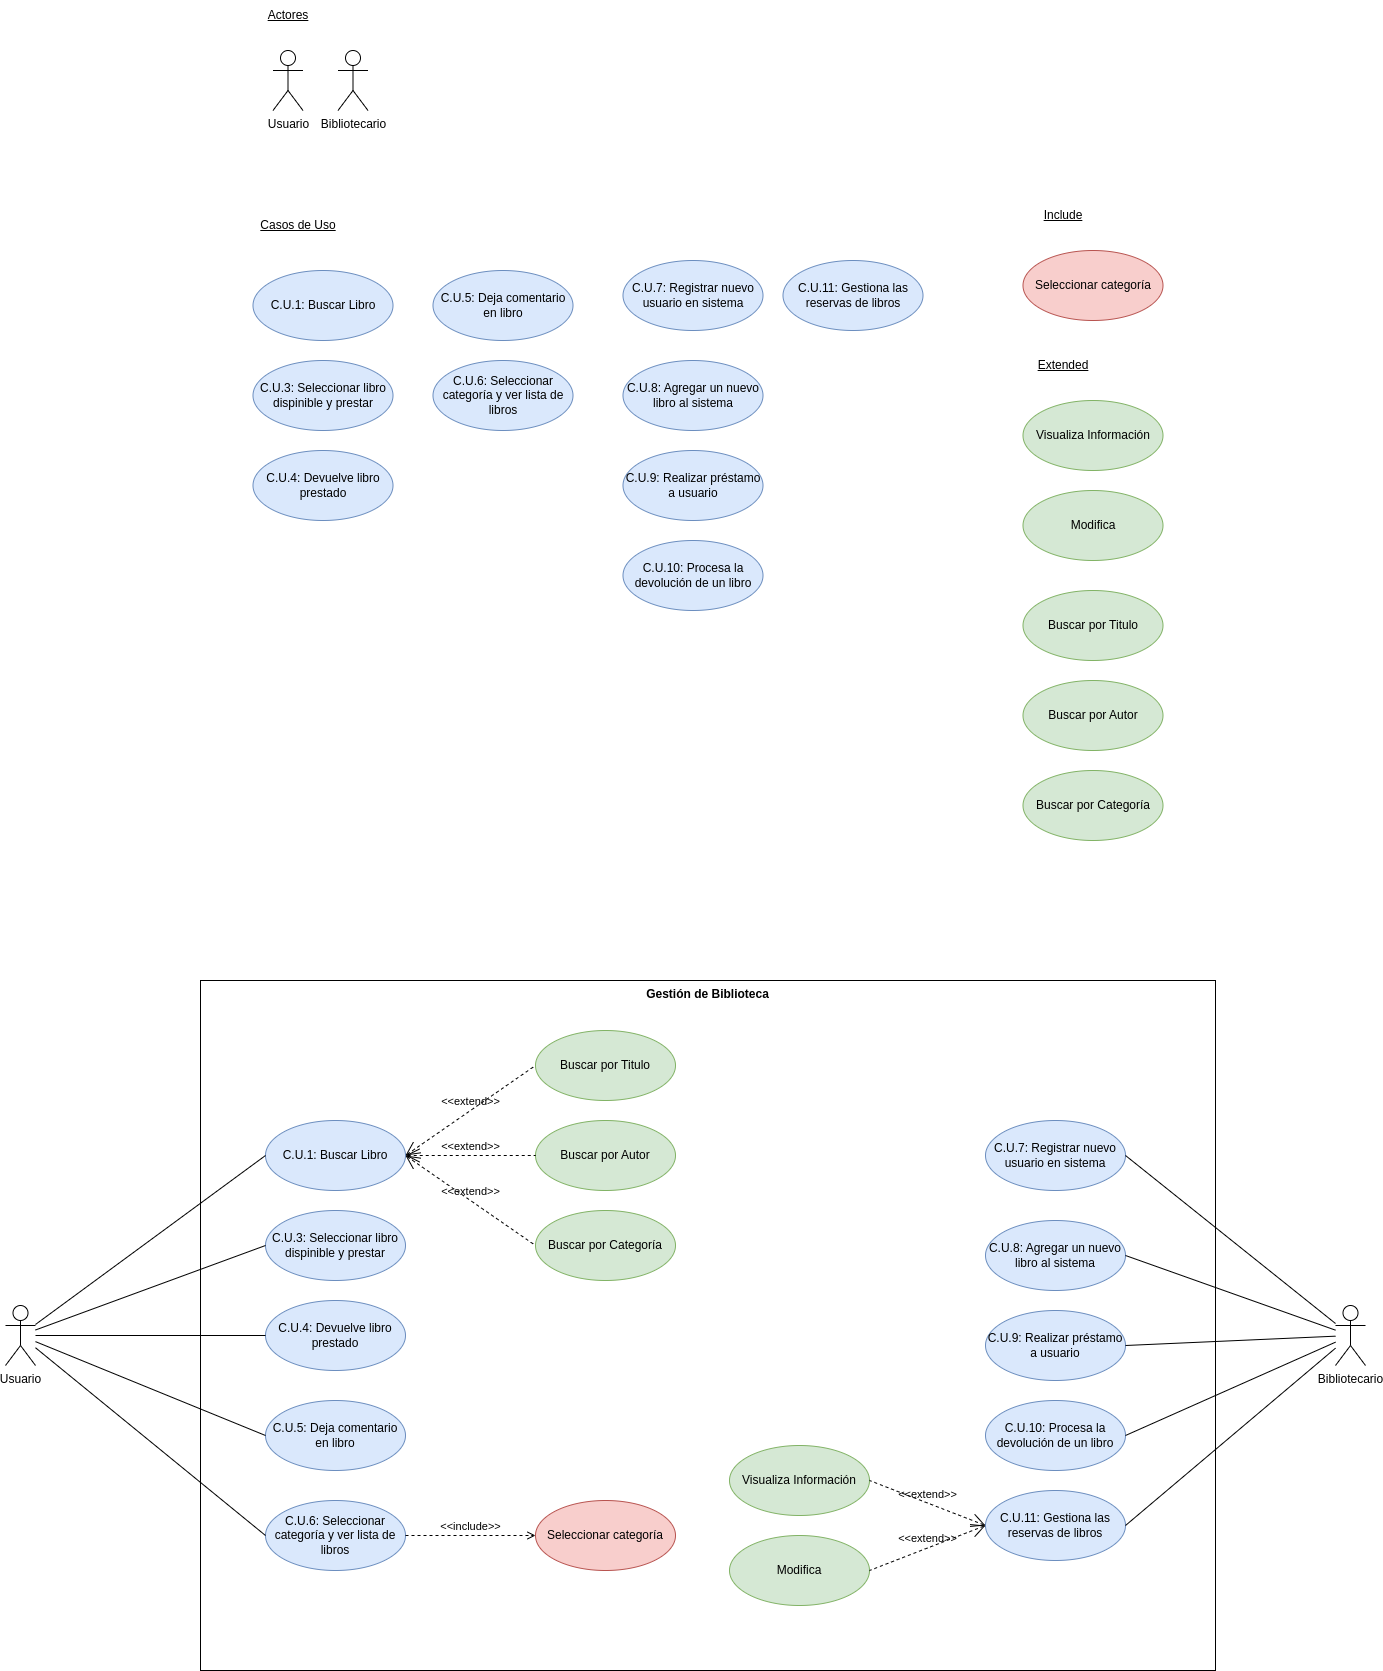 Actores
Usuario
Bibliotecario
Casos de Uso
C.U.1: Buscar Libro
C.U.3: Seleccionar libro
dispinible y prestar
C.U.4: Devuelve libro
prestado
C.U.5: Deja comentario
en libro
C.U.6: Seleccionar
categoría y ver lista de
libros
C.U.7: Registrar nuevo
usuario en sistema
C.U.8: Agregar un nuevo
libro al sistema
C.U.9: Realizar préstamo
a usuario
C.U.10: Procesa la
devolución de un libro
C.U.11: Gestiona las
reservas de libros
Include
Seleccionar categoría
Extended
Visualiza Información
Modifica
Buscar por Titulo
Buscar por Autor
Buscar por Categoría
Gestión de Biblioteca
Usuario
C.U.1: Buscar Libro
<<extend>>
Buscar por Titulo
<<extend>>
Buscar por Autor
<<extend>>
Buscar por Categoría
C.U.3: Seleccionar libro
dispinible y prestar
C.U.4: Devuelve libro
prestado
C.U.5: Deja comentario
en libro
C.U.6: Seleccionar
categoría y ver lista de
libros
<<include>>
Seleccionar categoría
C.U.7: Registrar nuevo
usuario en sistema
C.U.8: Agregar un nuevo
libro al sistema
C.U.9: Realizar préstamo
a usuario
C.U.10: Procesa la
devolución de un libro
Visualiza Información
<<extend>>
Modifica
<<extend>>
C.U.11: Gestiona las
reservas de libros
Bibliotecario